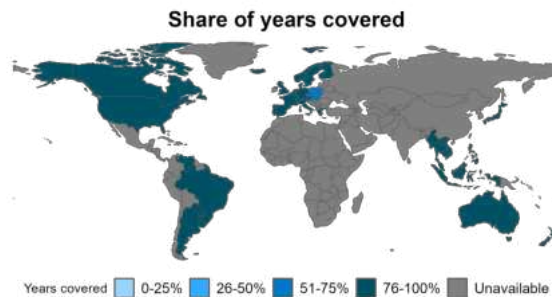 Share of years covered
Years covered 0-25% 26-50% 51-75% 76-100% Unavailable